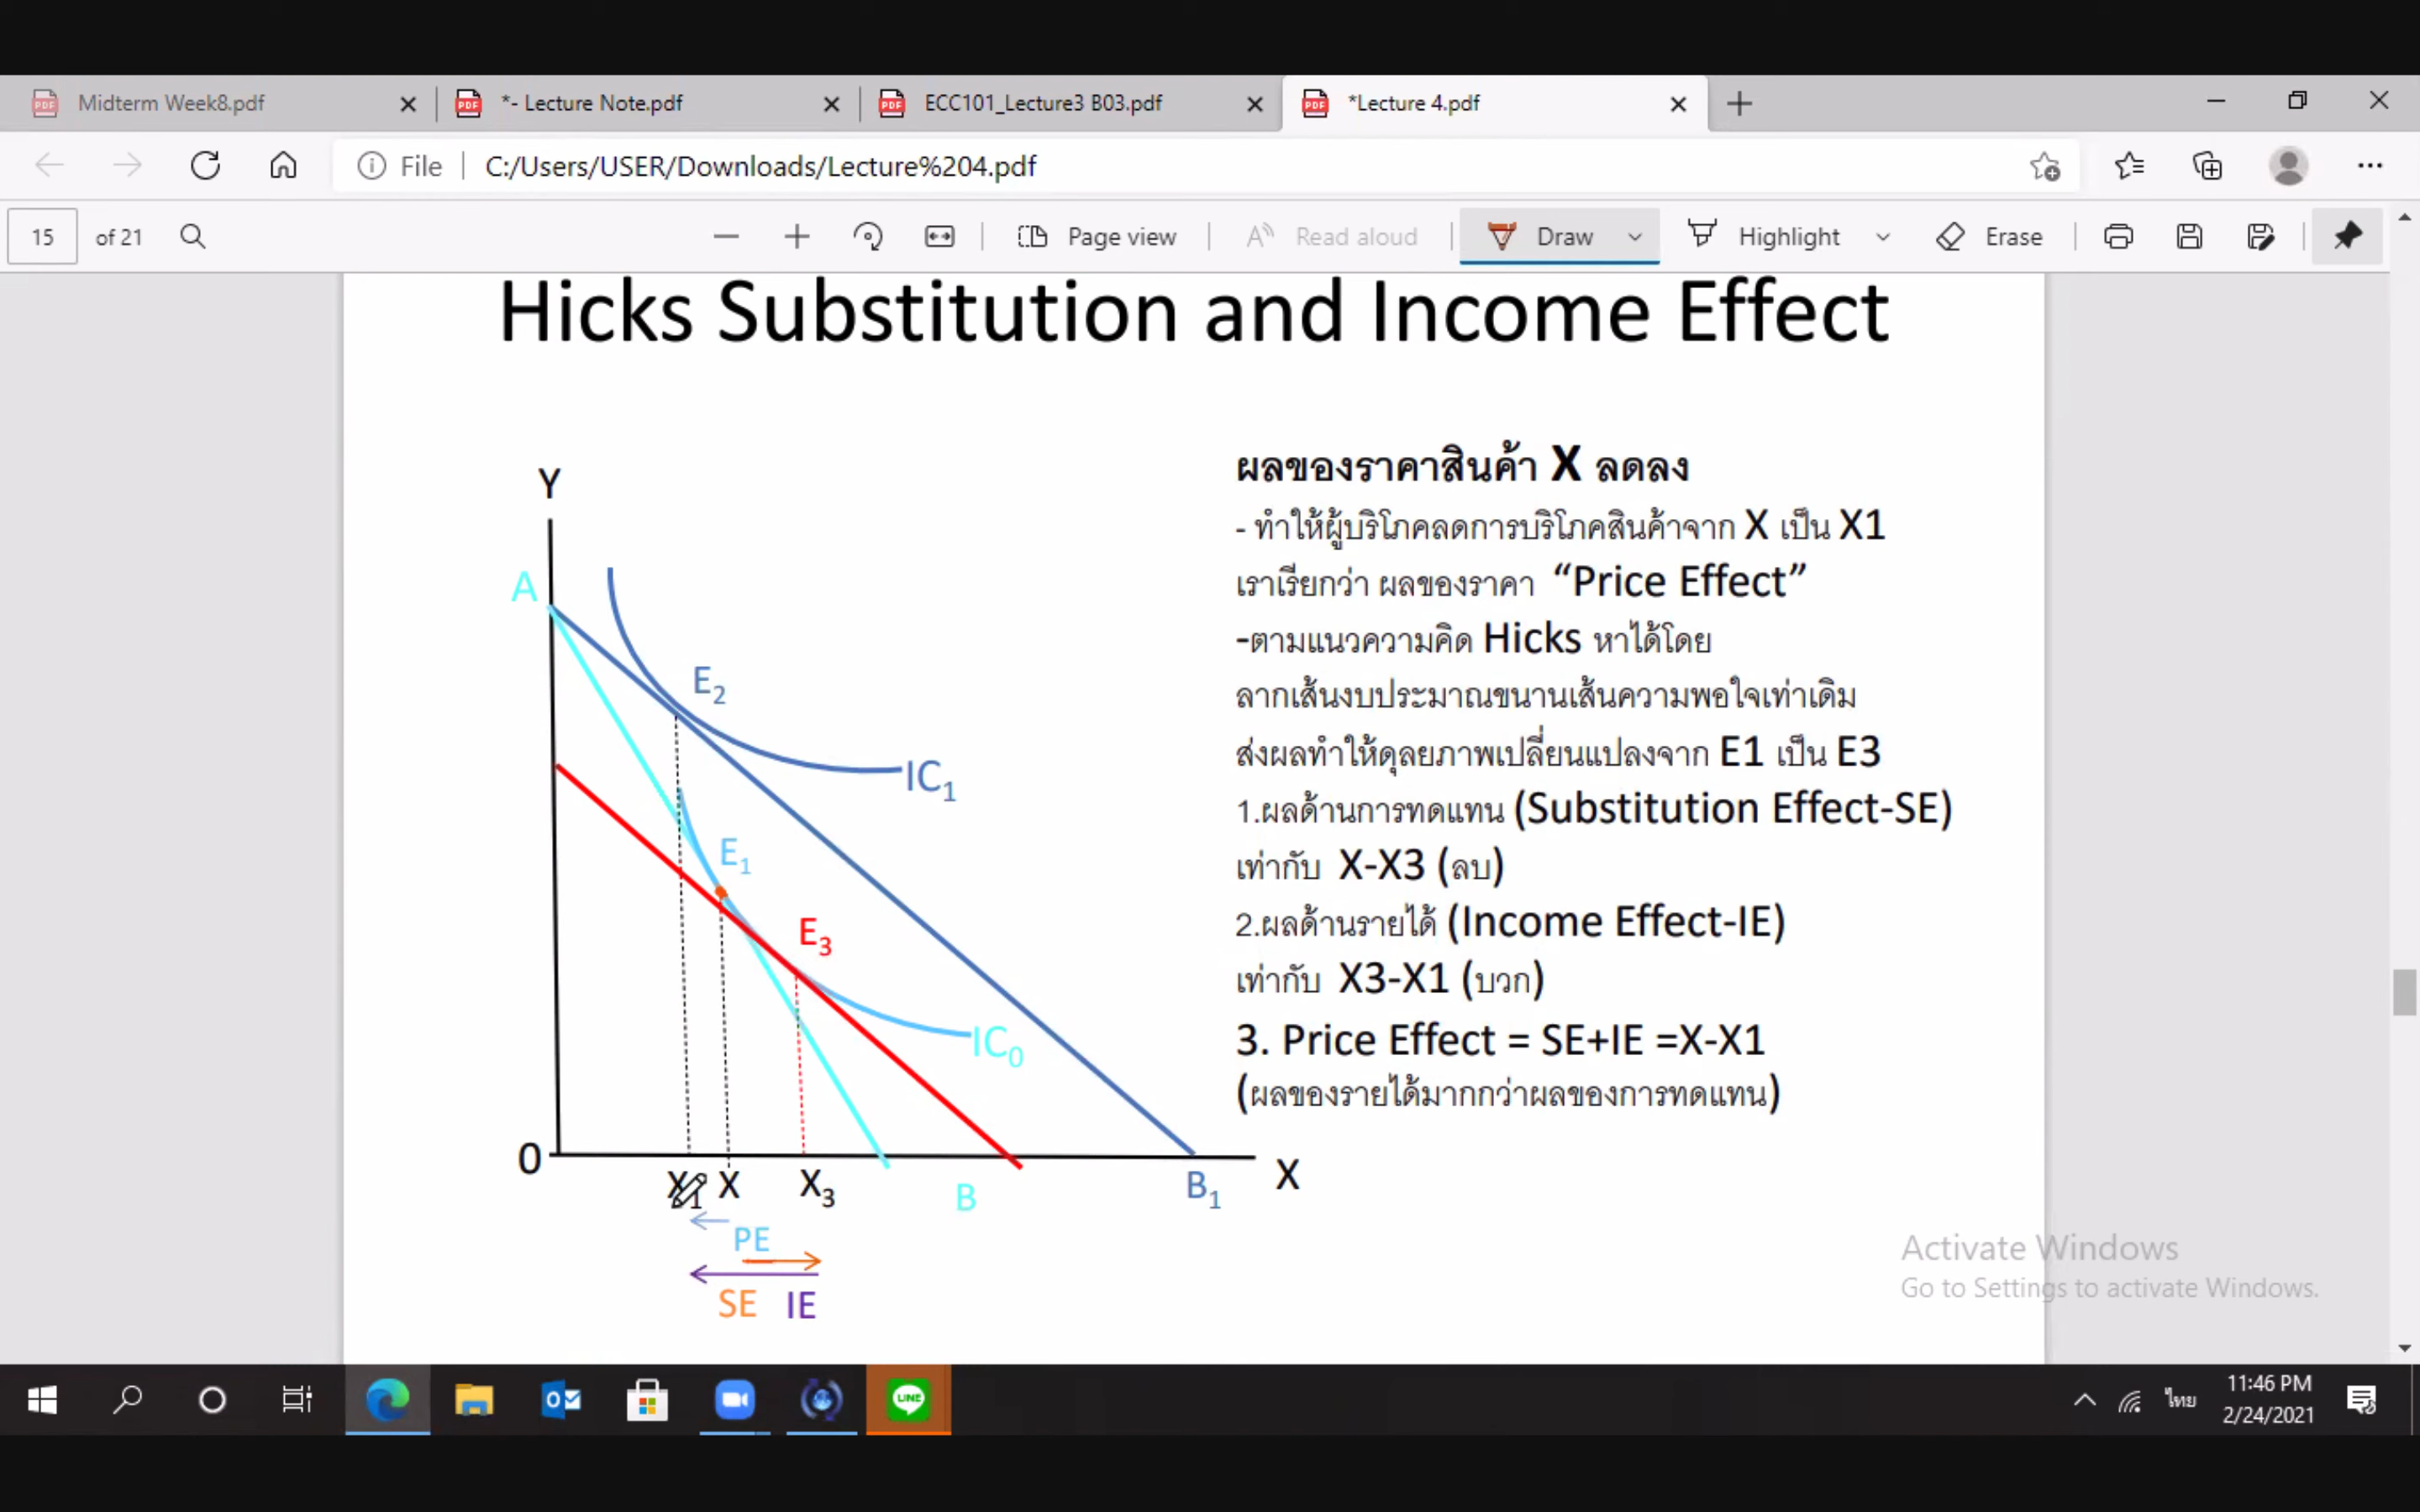 Midterm Week8.pdf
*- Lecture Note.pdf
ECC101_Lecture3 B03.pdf
*Lecture 4.pdf
File
C:/Users/USER/Downloads/Lecture%204.pdf
15 of 21
Page view
Read aloud
Draw
Highlight
Erase
Hicks Substitution and Income Effect
Y
A
E2
IC1
E1
E3
IC0
0
X1
X
X3
B
B1
X
PE
SE IE
ผลของราคาสินค้า X ลดลง
- ทำให้ผู้บริโภคลดการบริโภคสินค้าจาก X เป็น X1
เราเรียกว่า ผลของราคา “Price Effect”
-ตามแนวความคิด Hicks หาได้โดย
ลากเส้นงบประมาณขนานเส้นความพอใจเท่าเดิม
ส่งผลทำให้ดุลยภาพเปลี่ยนแปลงจาก E1 เป็น E3
1.ผลด้านการทดแทน (Substitution Effect-SE)
เท่ากับ X-X3 (ลบ)
2.ผลด้านรายได้ (Income Effect-IE)
เท่ากับ X3-X1 (บวก)
3. Price Effect = SE+IE =X-X1
(ผลของรายได้มากกว่าผลของการทดแทน)
Activate Windows
Go to Settings to activate Windows.
LINE
ไทย
11:46 PM
2/24/2021